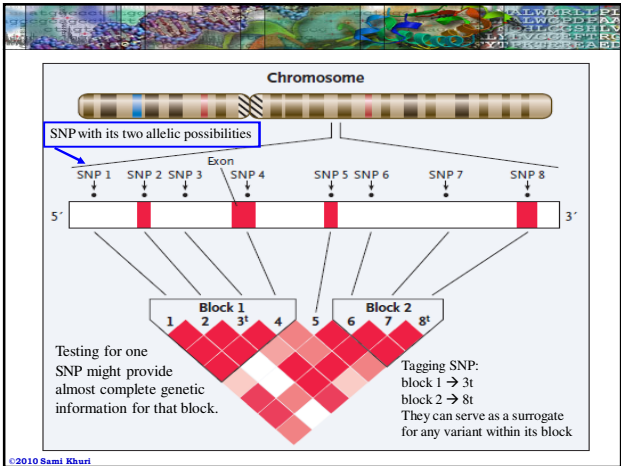 ALWMRLLPL
ALWGPDPAA
Chromosome
SNP with its two allelic possibilities
Exon
SNP 1 SNP 2 SNP 3 SNP 4 SNP 5 SNP 6 SNP 7 SNP 8
5′ 3′
Block 1 Block 2
1 2 3t 4 5 6 7 8t
Testing for one
SNP might provide
almost complete genetic
information for that block.
Tagging SNP:
block 1 → 3t
block 2 → 8t
They can serve as a surrogate
for any variant within its block
©2010 Sami Khuri